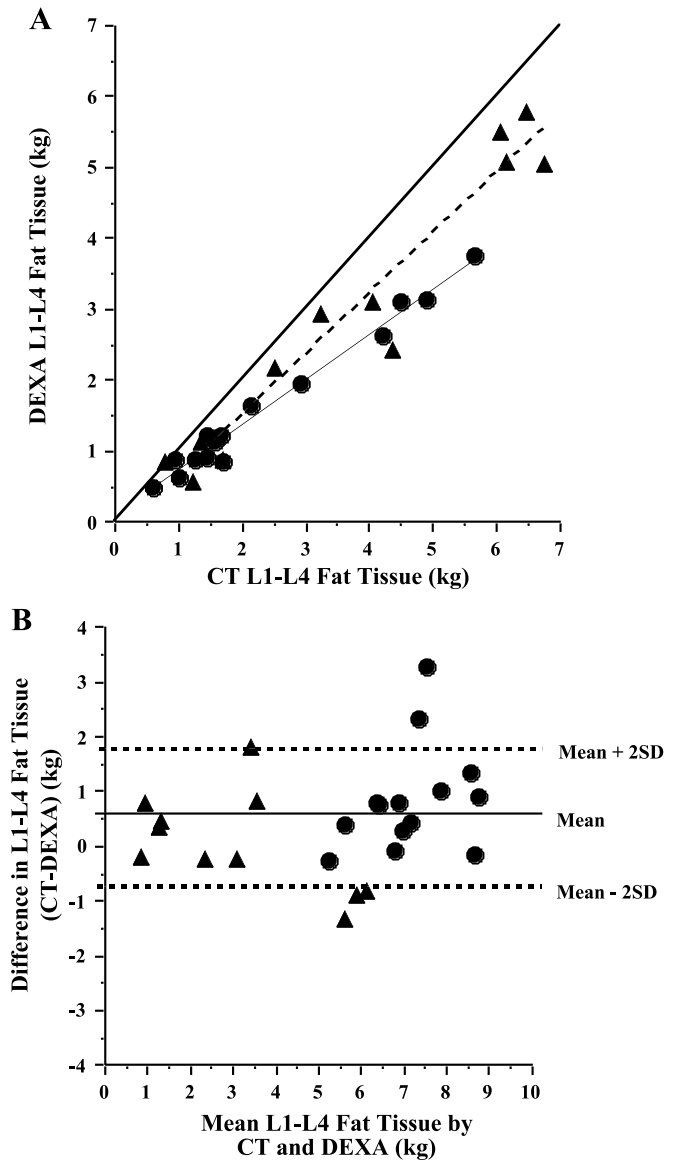 A
7
6
5
4
3
2
1
0
DEXA L1-L4 Fat Tissue (kg)
0 1 2 3 4 5 6 7
CT L1-L4 Fat Tissue (kg)
B
4
3
2
1
0
-1
-2
-3
-4
Difference in L1-L4 Fat Tissue
(CT-DEXA) (kg)
Mean + 2SD
Mean
Mean - 2SD
0 1 2 3 4 5 6 7 8 9 10
Mean L1-L4 Fat Tissue by
CT and DEXA (kg)